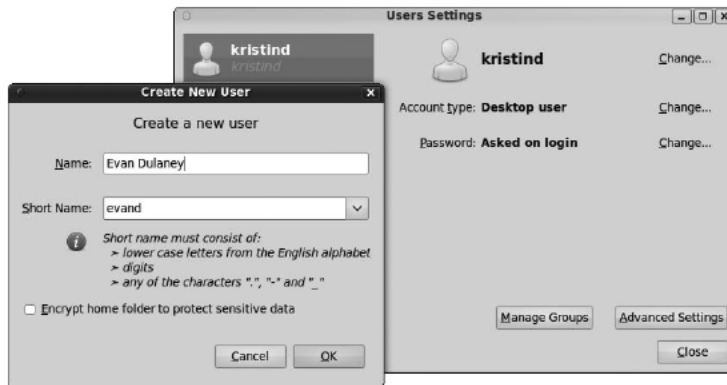 Users Settings
kristind
kristind
kristind
Change...
Account type: Desktop user
Change...
Password: Asked on login
Change...
Manage Groups
Advanced Settings
Close
Create New User
Create a new user
Name: Evan Dulaney
Short Name: evand
Short name must consist of:
➢ lower case letters from the English alphabet
➢ digits
➢ any of the characters ".", "-" and "_"
Encrypt home folder to protect sensitive data
Cancel
OK